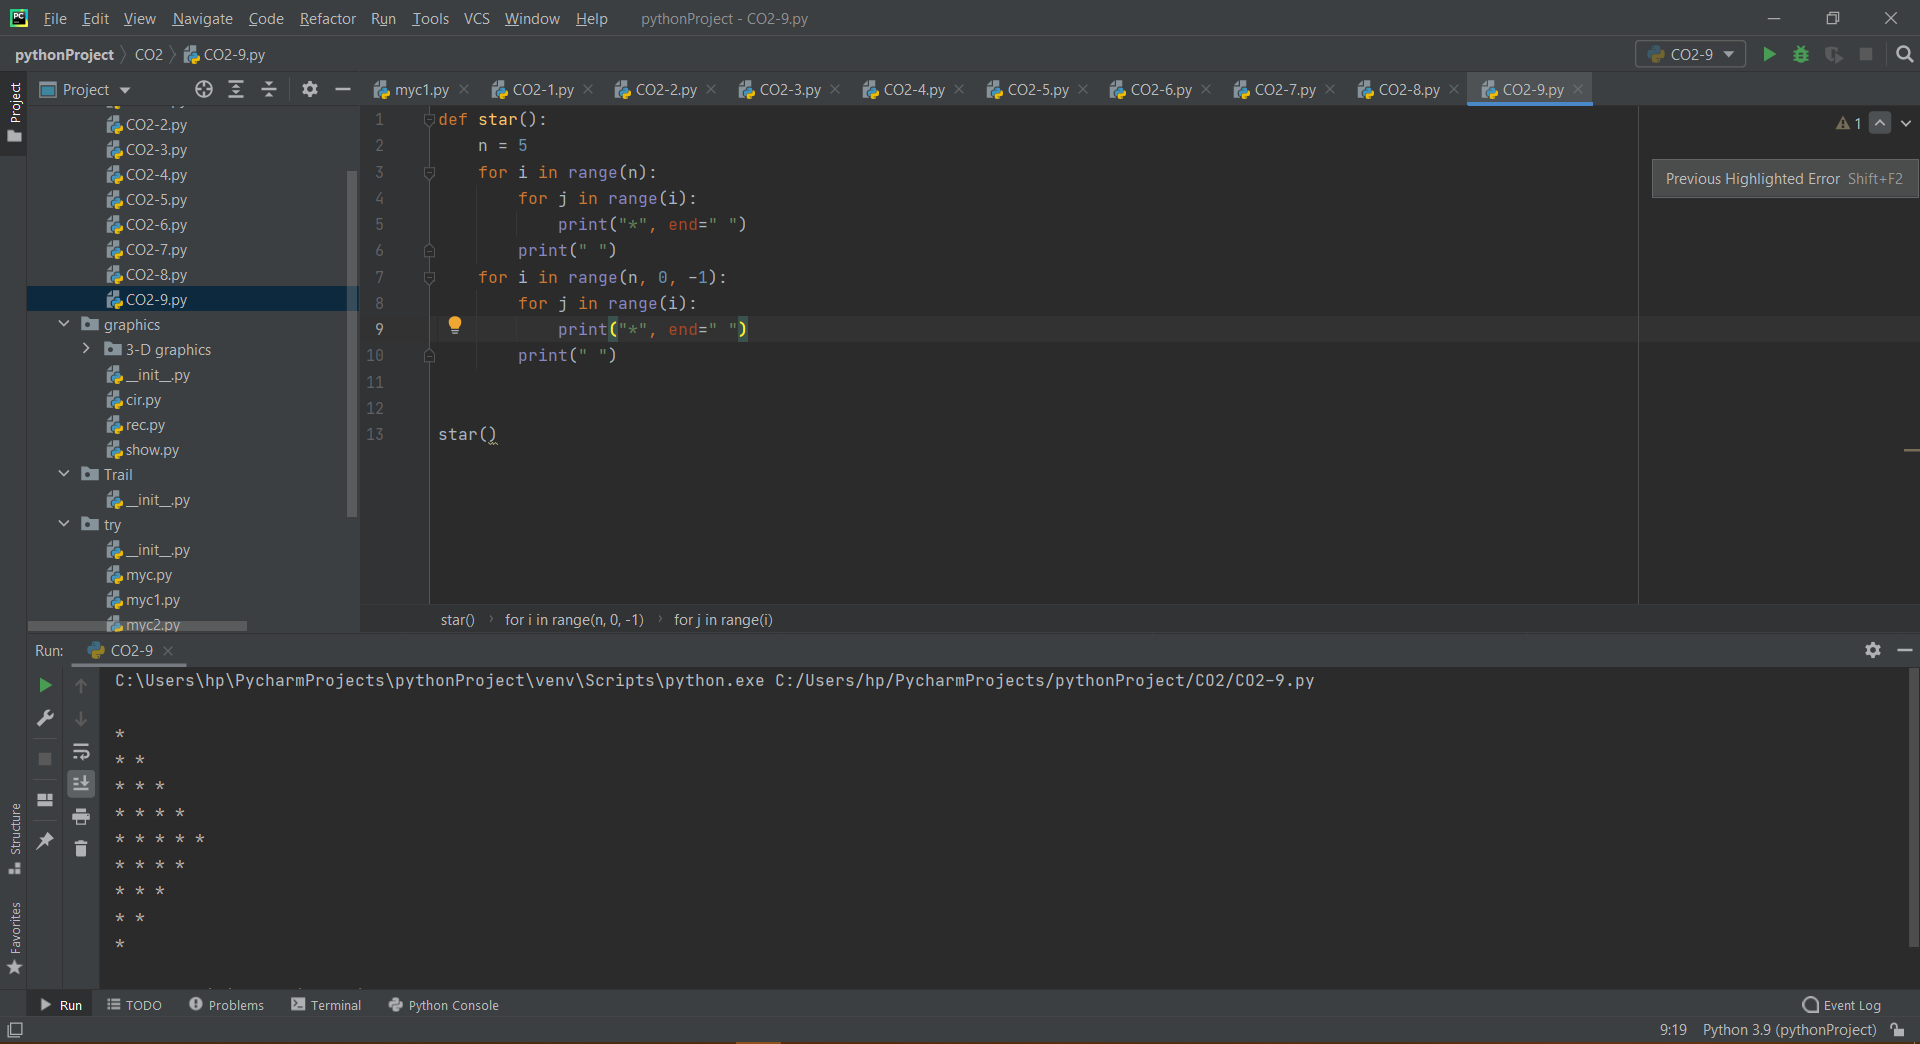 PC File Edit View Navigate Code Refactor Run Tools VCS Window Help pythonProject - CO2-9.py
pythonProject CO2 CO2-9.py CO2-9
Project myc1.py CO2-1.py CO2-2.py CO2-3.py CO2-4.py CO2-5.py CO2-6.py CO2-7.py CO2-8.py CO2-9.py
Project
CO2-2.py
CO2-3.py
CO2-4.py
CO2-5.py
CO2-6.py
CO2-7.py
CO2-8.py
CO2-9.py
graphics
3-D graphics
__init__.py
cir.py
rec.py
show.py
Trail
__init__.py
try
__init__.py
myc.py
myc1.py
myc2.py
1 def star():
2     n = 5
3     for i in range(n):
4         for j in range(i):
5             print("*", end=" ")
6         print(" ")
7     for i in range(n, 0, -1):
8         for j in range(i):
9             print("*", end=" ")
10         print(" ")
11
12
13 star()
1
Previous Highlighted Error Shift+F2
star() › for i in range(n, 0, -1) › for j in range(i)
Run: CO2-9
C:\Users\hp\PycharmProjects\pythonProject\venv\Scripts\python.exe C:/Users/hp/PycharmProjects/pythonProject/CO2/CO2-9.py
*
* *
* * *
* * * *
* * * * *
* * * *
* * *
* *
*
Structure
Favorites
Run TODO Problems Terminal Python Console Event Log
9:19 Python 3.9 (pythonProject)